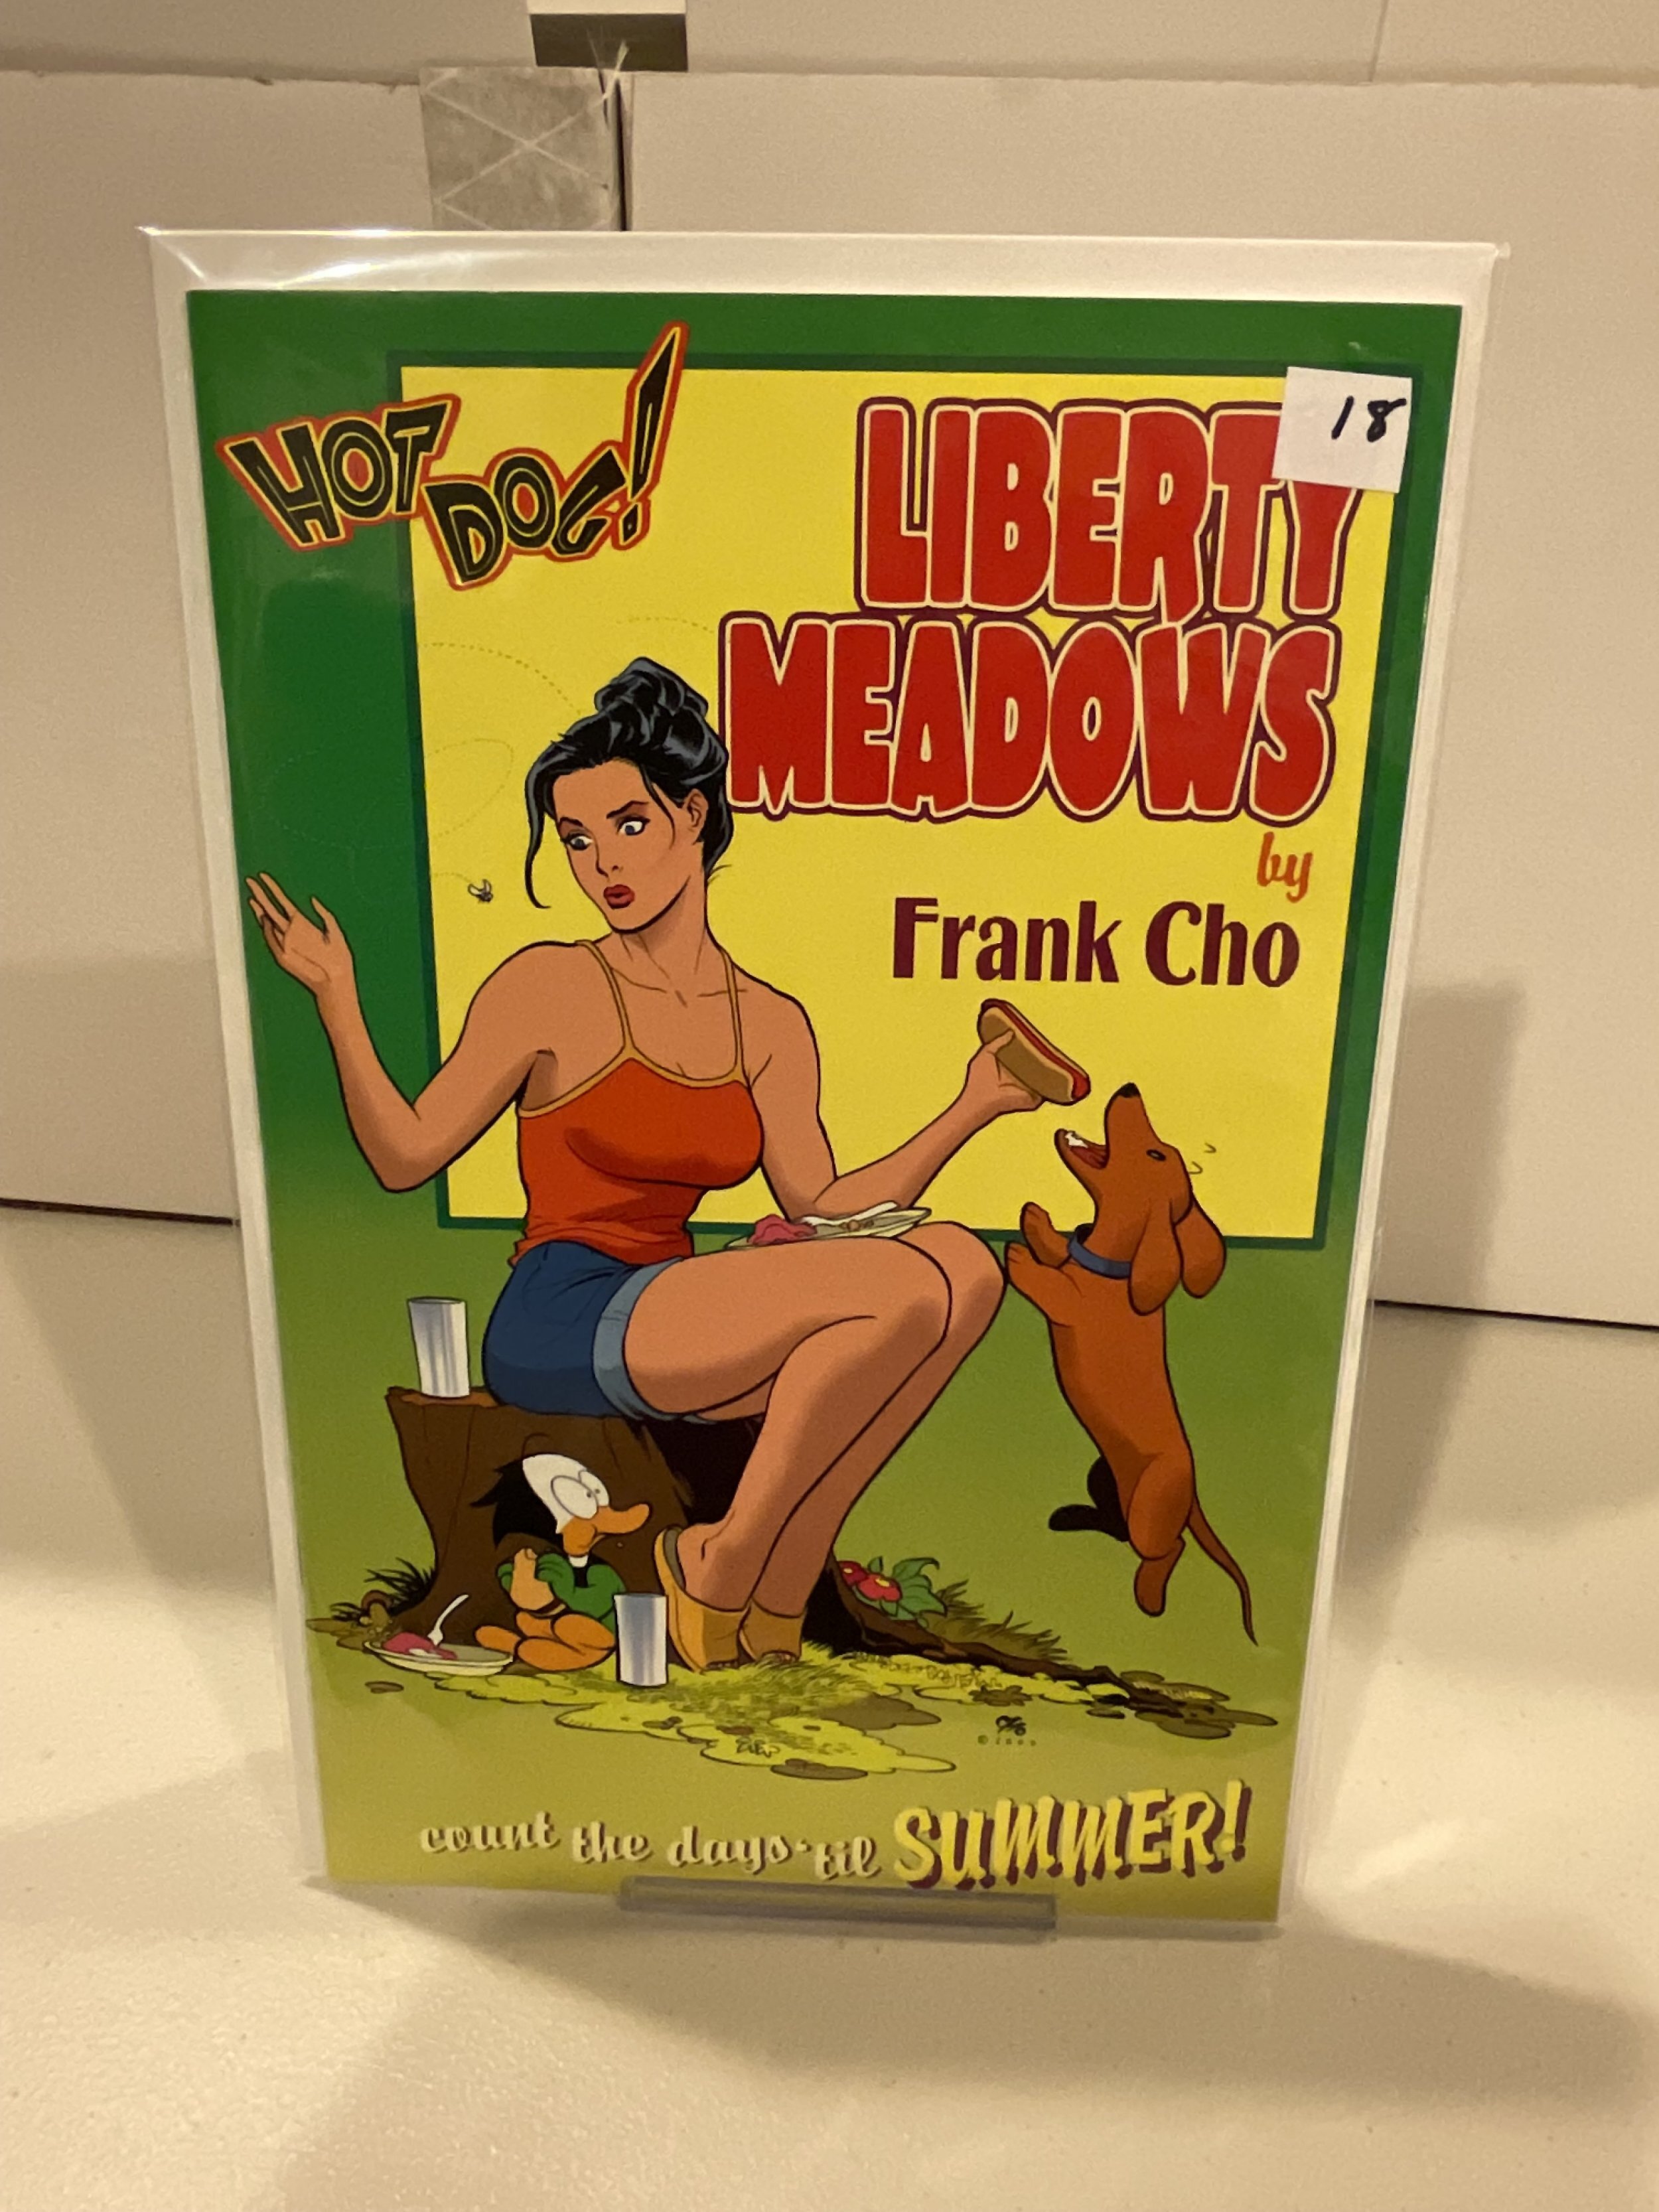 HOT DOG!
18
LIBERTY
MEADOWS
by
Frank Cho
count the days 'til SUMMER!